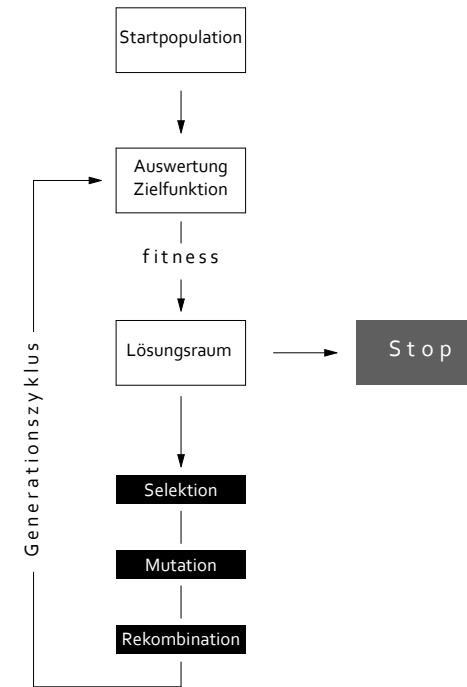 Startpopulation
Auswertung
Zielfunktion
fitness
Lösungsraum
Stop
Selektion
Mutation
Rekombination
Generationszyklus